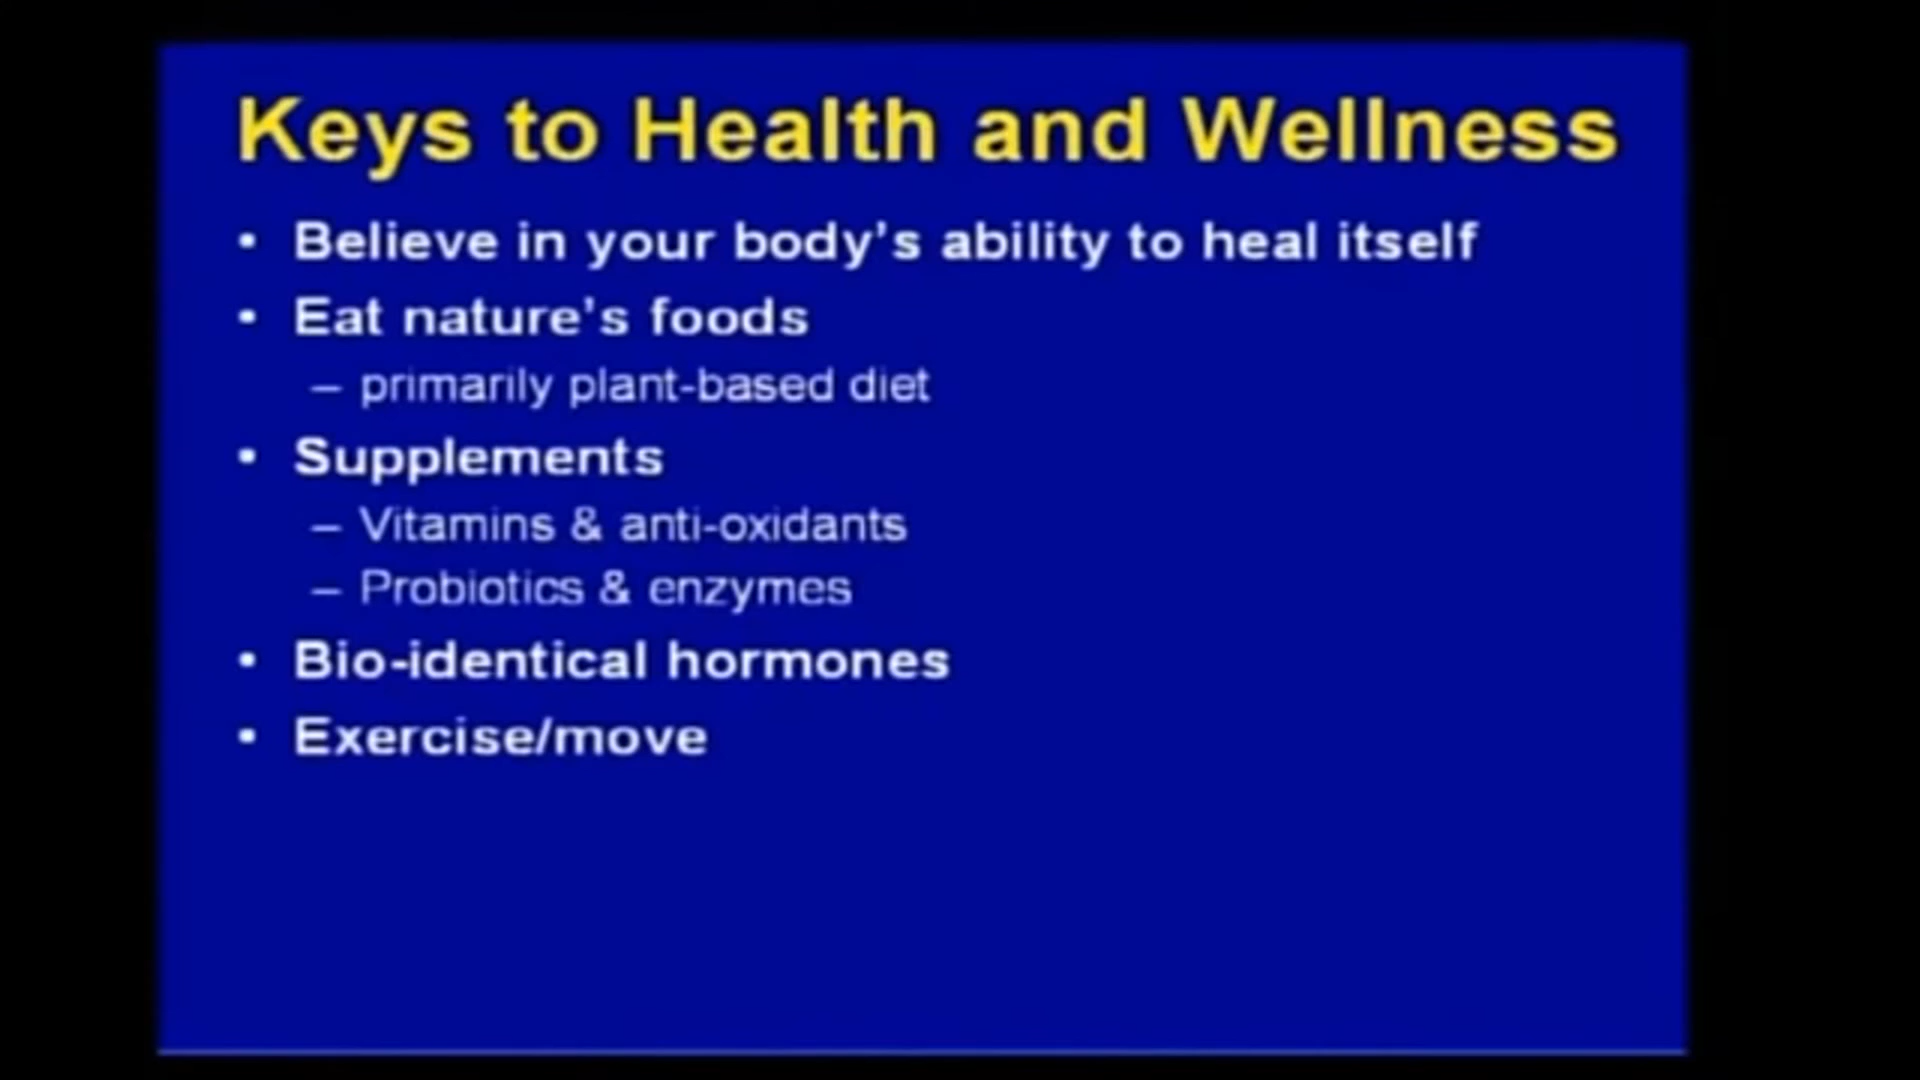 Keys to Health and Wellness
• Believe in your body's ability to heal itself
• Eat nature's foods
– primarily plant-based diet
• Supplements
– Vitamins & anti-oxidants
– Probiotics & enzymes
• Bio-identical hormones
• Exercise/move